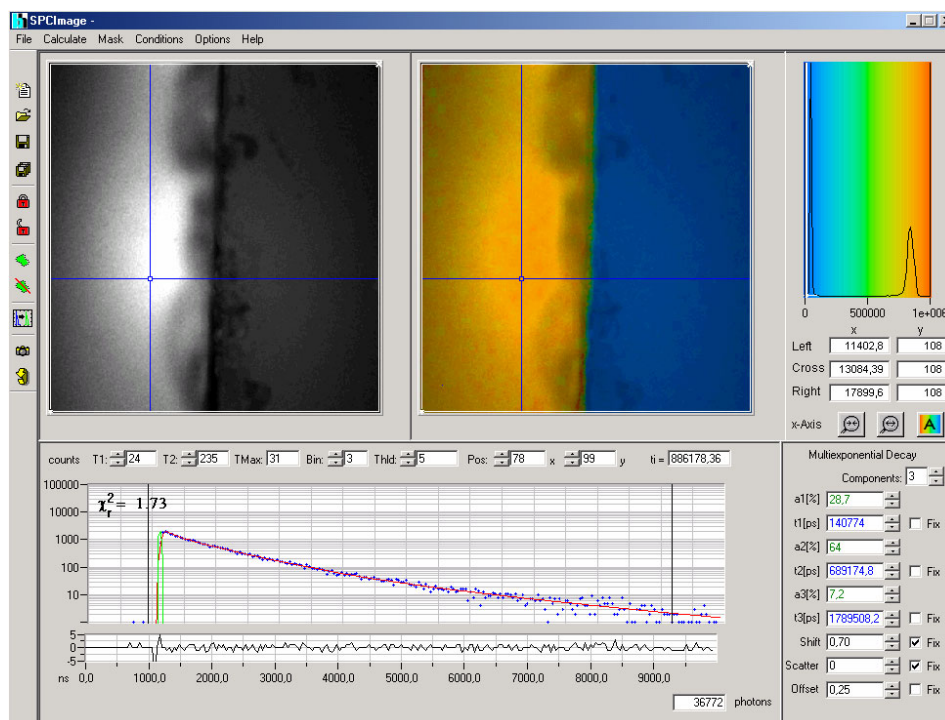 SPCImage -
File Calculate Mask Conditions Options Help
0 500000 1e+006
x y
Left 11402,8 108
Cross 13084,39 108
Right 17899,6 108
x-Axis A
counts T1: 24 T2: 235 TMax: 31 Bin: 3 Thld: 5 Pos: 78 x 99 y ti = 886178,36
Multiexponential Decay
Components: 3
a1[%] 28,7
t1[ps] 140774 Fix
a2[%] 64
t2[ps] 689174,8 Fix
a3[%] 7,2
t3[ps] 1789508,2 Fix
Shift 0,70 Fix
Scatter 0 Fix
Offset 0,25 Fix
100000
χr²= 1.73
10000
1000
100
10
5
0
-5
ns 0,0 1000,0 2000,0 3000,0 4000,0 5000,0 6000,0 7000,0 8000,0 9000,0
36772 photons